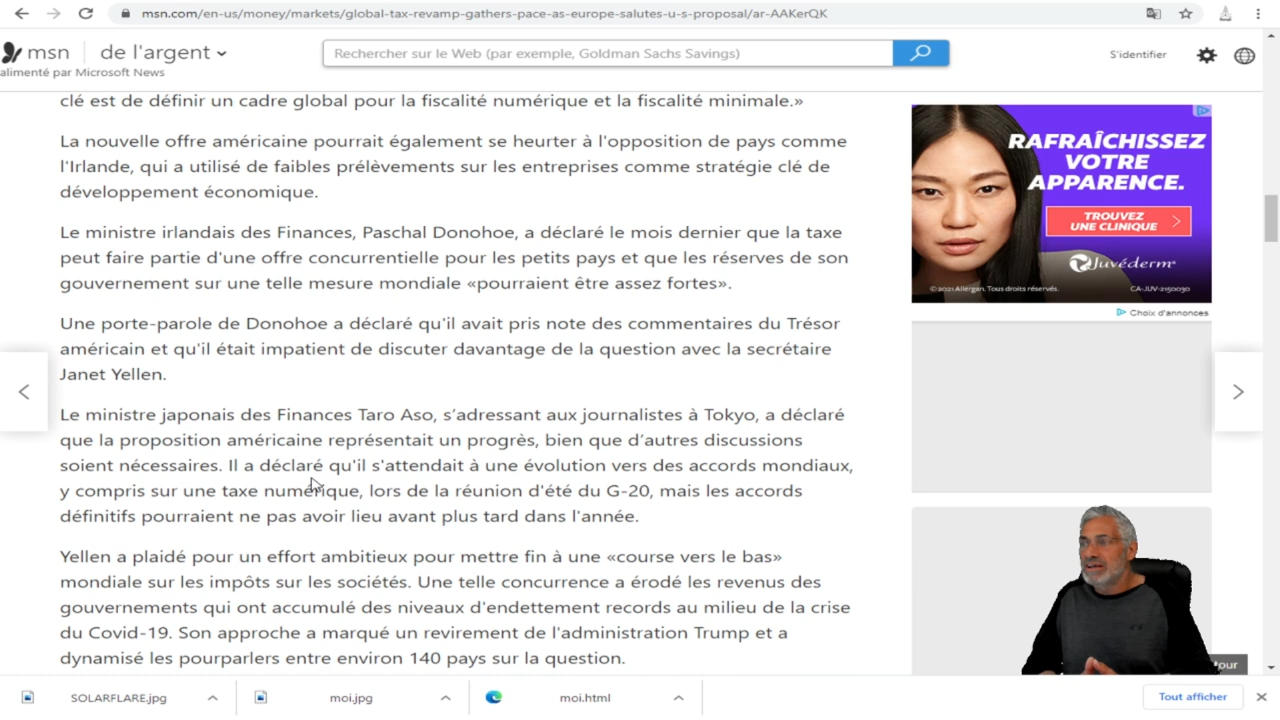 msn.com/en-us/money/markets/global-tax-revamp-gathers-pace-as-europe-salutes-u-s-proposal/ar-AAKerQK
msn
de l'argent
Rechercher sur le Web (par exemple, Goldman Sachs Savings)
S'identifier
alimenté par Microsoft News
clé est de définir un cadre global pour la fiscalité numérique et la fiscalité minimale.»
La nouvelle offre américaine pourrait également se heurter à l'opposition de pays comme
l'Irlande, qui a utilisé de faibles prélèvements sur les entreprises comme stratégie clé de
développement économique.
Le ministre irlandais des Finances, Paschal Donohoe, a déclaré le mois dernier que la taxe
peut faire partie d'une offre concurrentielle pour les petits pays et que les réserves de son
gouvernement sur une telle mesure mondiale «pourraient être assez fortes».
Une porte-parole de Donohoe a déclaré qu'il avait pris note des commentaires du Trésor
américain et qu'il était impatient de discuter davantage de la question avec la secrétaire
Janet Yellen.
Le ministre japonais des Finances Taro Aso, s’adressant aux journalistes à Tokyo, a déclaré
que la proposition américaine représentait un progrès, bien que d’autres discussions
soient nécessaires. Il a déclaré qu'il s'attendait à une évolution vers des accords mondiaux,
y compris sur une taxe numérique, lors de la réunion d'été du G-20, mais les accords
définitifs pourraient ne pas avoir lieu avant plus tard dans l'année.
Yellen a plaidé pour un effort ambitieux pour mettre fin à une «course vers le bas»
mondiale sur les impôts sur les sociétés. Une telle concurrence a érodé les revenus des
gouvernements qui ont accumulé des niveaux d'endettement records au milieu de la crise
du Covid-19. Son approche a marqué un revirement de l'administration Trump et a
dynamisé les pourparlers entre environ 140 pays sur la question.
RAFRAÎCHISSEZ
VOTRE
APPARENCE.
TROUVEZ
UNE CLINIQUE
Juvéderm
© 2021 Allergan. Tous droits réservés.
CA-JUV-2150030
Choix d'annonces
SOLARFLARE.jpg
moi.jpg
moi.html
Tout afficher